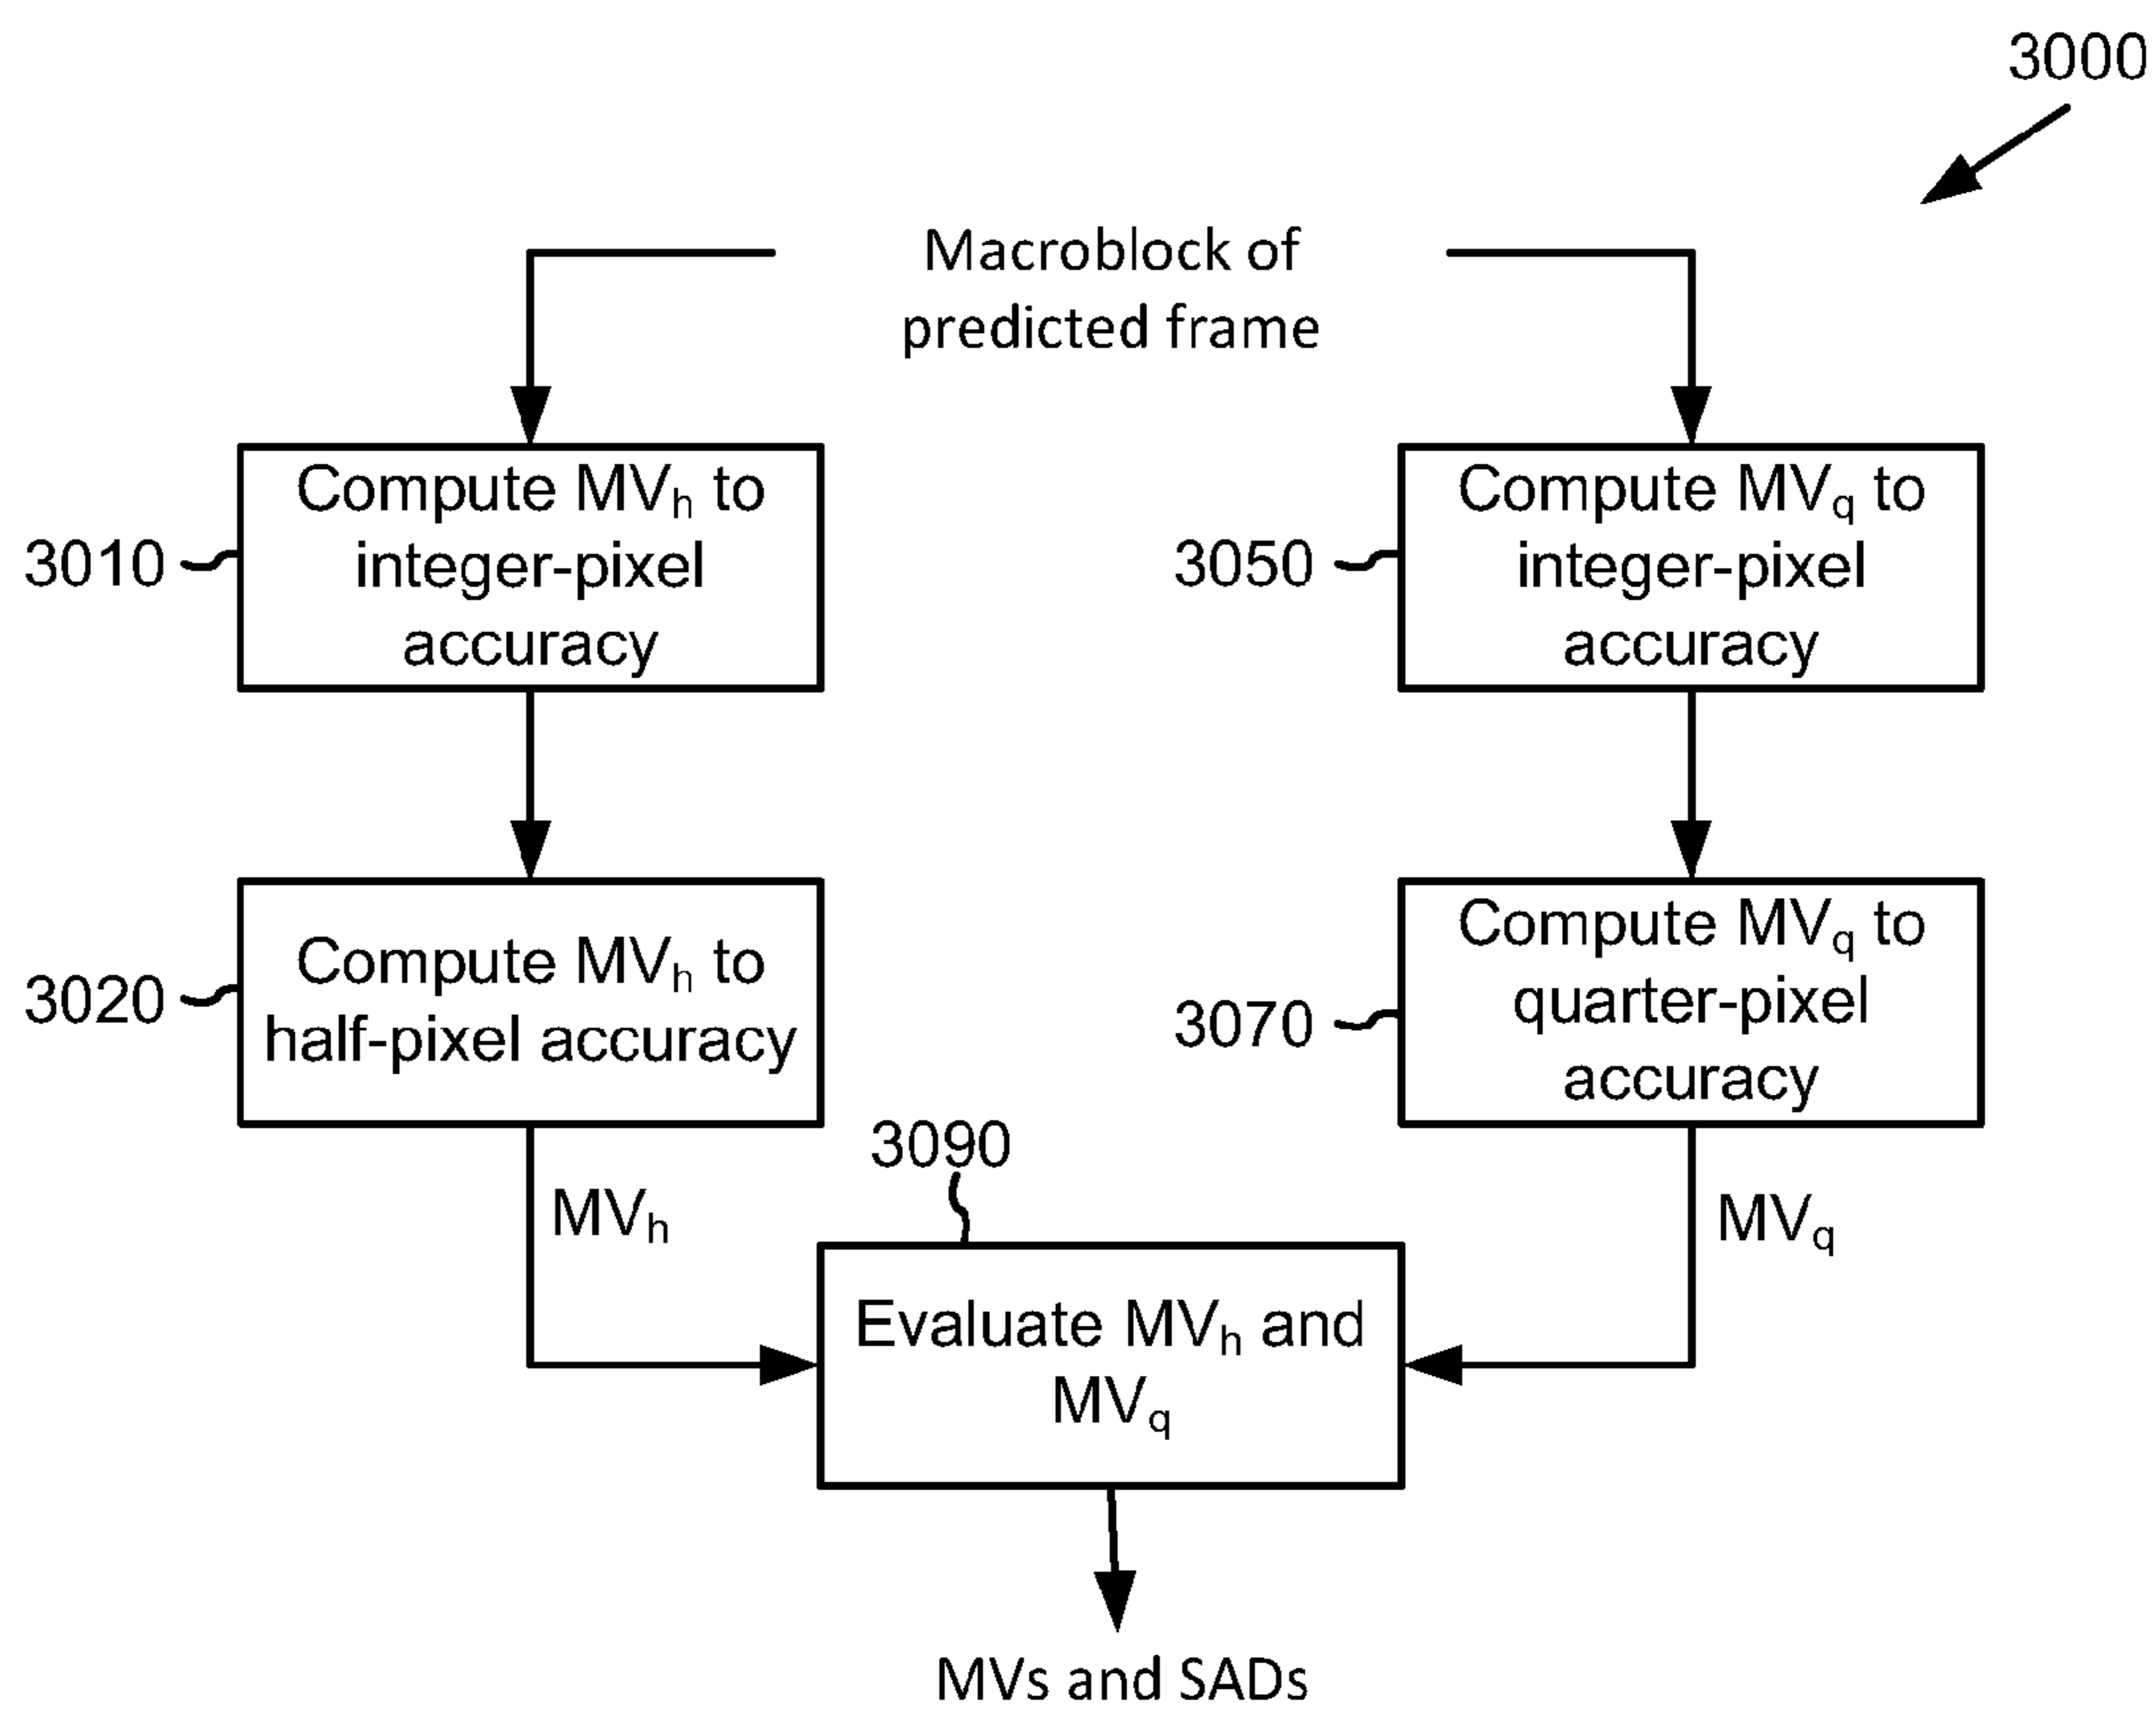 3000
Macroblock of
predicted frame
Compute MVh to
integer-pixel
accuracy
3010
Compute MVq to
integer-pixel
accuracy
3050
Compute MVh to
half-pixel accuracy
3020
Compute MVq to
quarter-pixel
accuracy
3070
3090
MVh
MVq
Evaluate MVh and
MVq
MVs and SADs